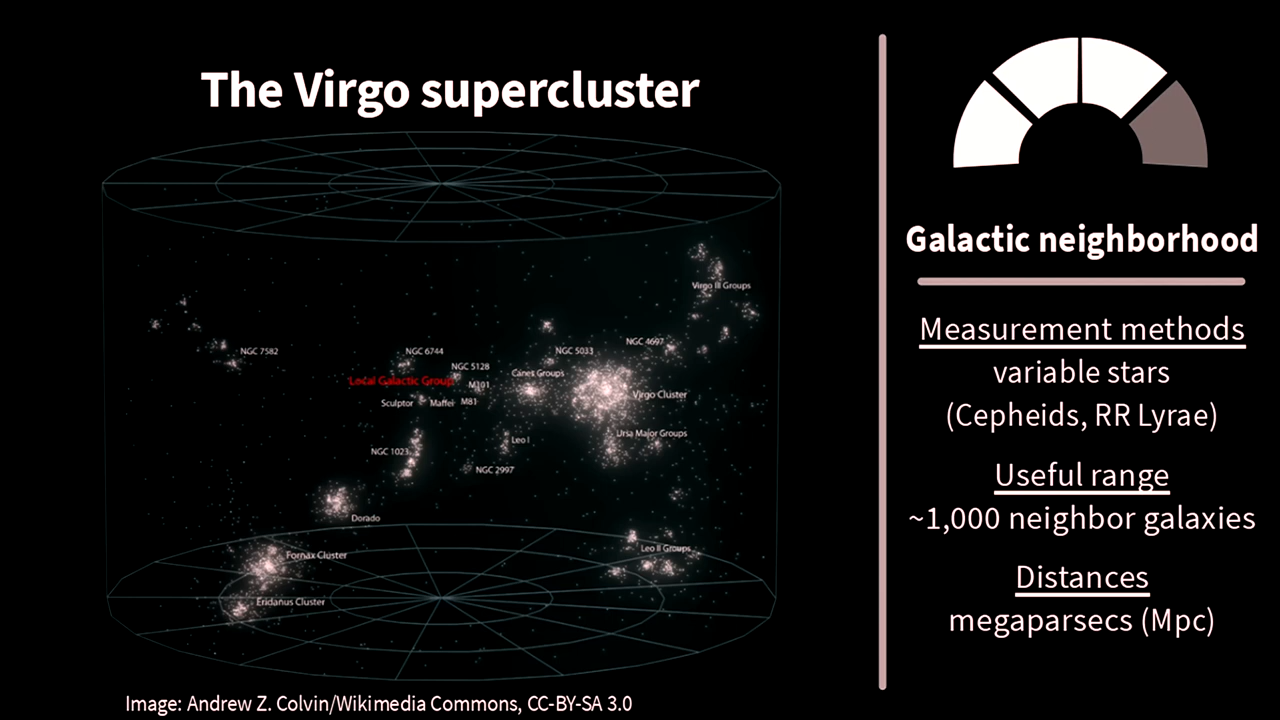 The Virgo supercluster
Virgo III Groups
NGC 7582
NGC 6744
NGC 5033
NGC 4697
NGC 5128
Canes Groups
Local Galactic Group
M101
Sculptor
Maffei
M81
Virgo Cluster
Ursa Major Groups
Leo I
NGC 1023
NGC 2997
Dorado
Fornax Cluster
Leo II Groups
Eridanus Cluster
Image: Andrew Z. Colvin/Wikimedia Commons, CC-BY-SA 3.0
Galactic neighborhood
Measurement methods
variable stars
(Cepheids, RR Lyrae)
Useful range
~1,000 neighbor galaxies
Distances
megaparsecs (Mpc)